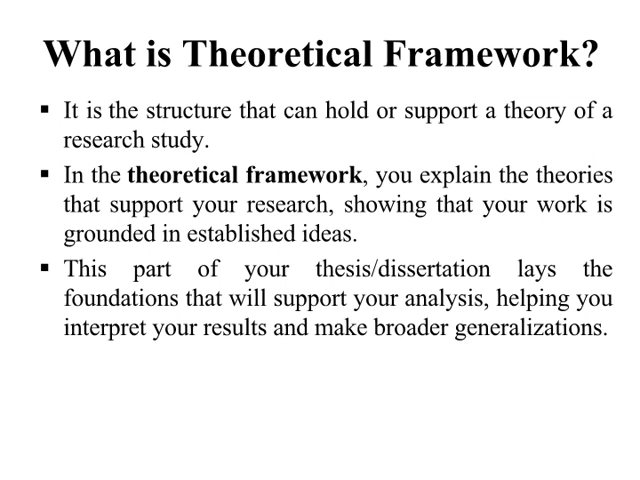 What is Theoretical Framework?
▪ It is the structure that can hold or support a theory of a
research study.
▪ In the theoretical framework, you explain the theories
that support your research, showing that your work is
grounded in established ideas.
▪ This part of your thesis/dissertation lays the
foundations that will support your analysis, helping you
interpret your results and make broader generalizations.